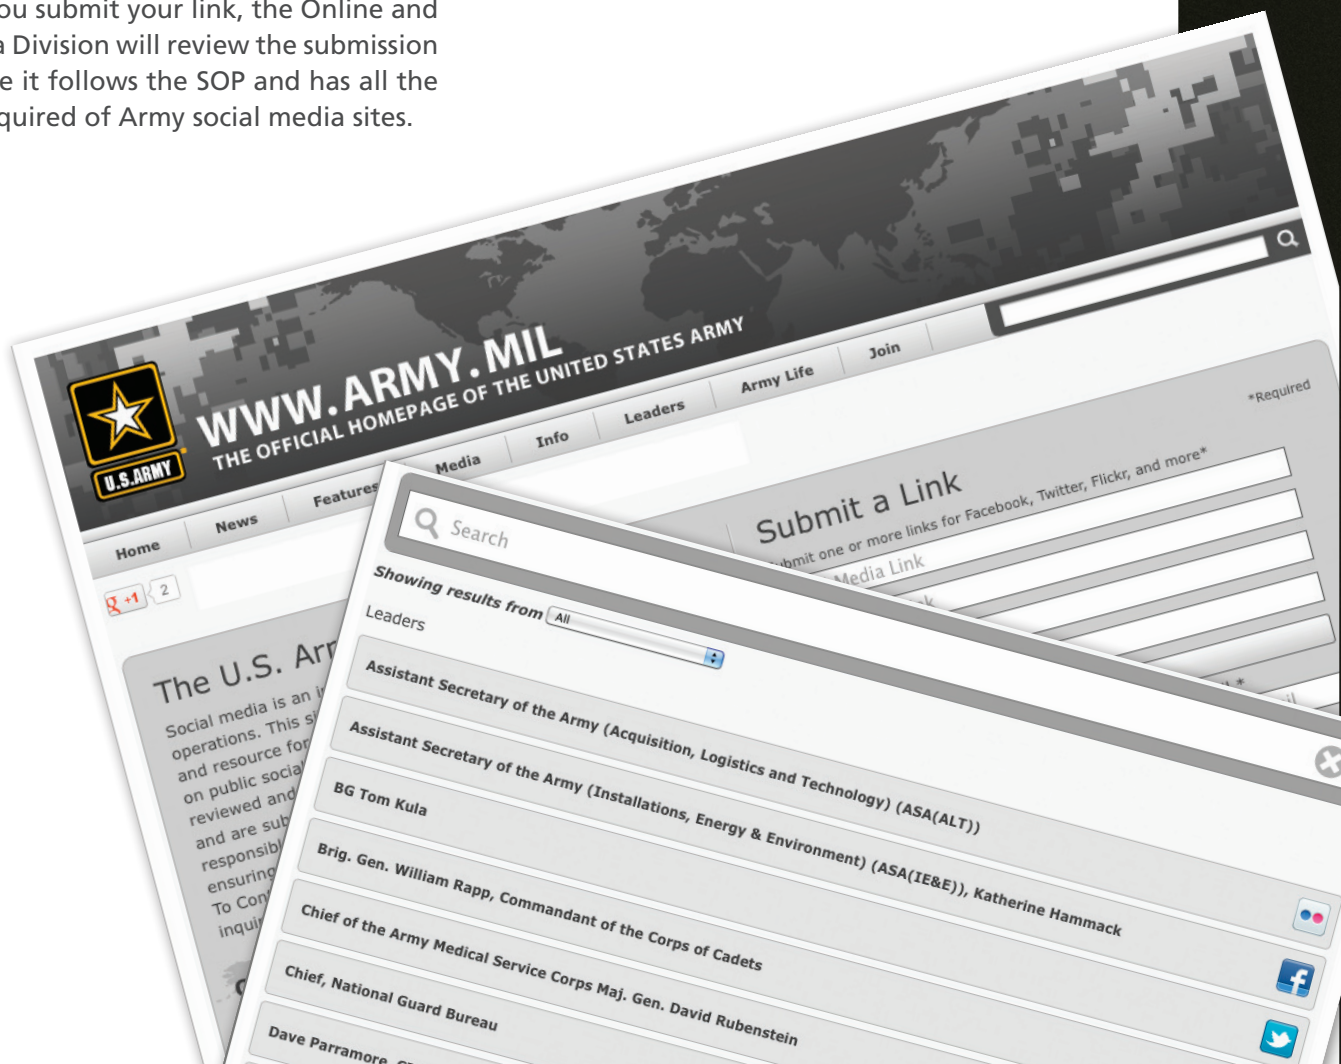 ou submit your link, the Online and
a Division will review the submission
e it follows the SOP and has all the
quired of Army social media sites.
WWW.ARMY.MIL
THE OFFICIAL HOMEPAGE OF THE UNITED STATES ARMY
U.S.ARMY
Home News Features Media Info Leaders Army Life Join
g +1 2
*Required
Submit a Link
ubmit one or more links for Facebook, Twitter, Flickr, and more*
Media Link
The U.S. Ar
Social media is an i
operations. This si
and resource for
on public social
reviewed and
and are sub
responsibl
ensuring
To Con
inqui
Search
Showing results from All
Leaders
Assistant Secretary of the Army (Acquisition, Logistics and Technology) (ASA(ALT))
Assistant Secretary of the Army (Installations, Energy & Environment) (ASA(IE&E)), Katherine Hammack
BG Tom Kula
Brig. Gen. William Rapp, Commandant of the Corps of Cadets
Chief of the Army Medical Service Corps Maj. Gen. David Rubenstein
Chief, National Guard Bureau
Dave Parramore,